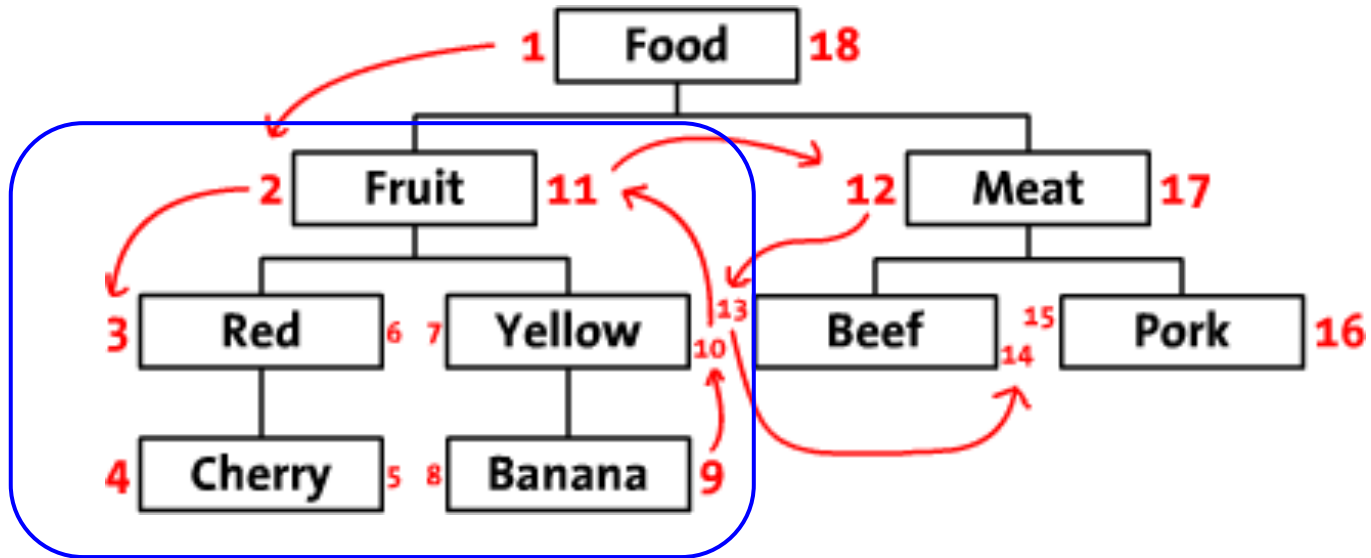 1 Food 18
2 Fruit 11 12 Meat 17
3 Red 6 7 Yellow 10 13 Beef 14 15 Pork 16
4 Cherry 5 8 Banana 9